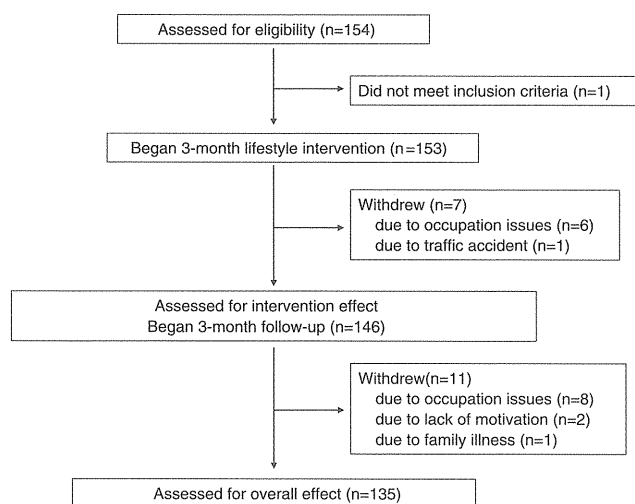 Assessed for eligibility (n=154)
Did not meet inclusion criteria (n=1)
Began 3-month lifestyle intervention (n=153)
Withdrew (n=7)
due to occupation issues (n=6)
due to traffic accident (n=1)
Assessed for intervention effect
Began 3-month follow-up (n=146)
Withdrew(n=11)
due to occupation issues (n=8)
due to lack of motivation (n=2)
due to family illness (n=1)
Assessed for overall effect (n=135)